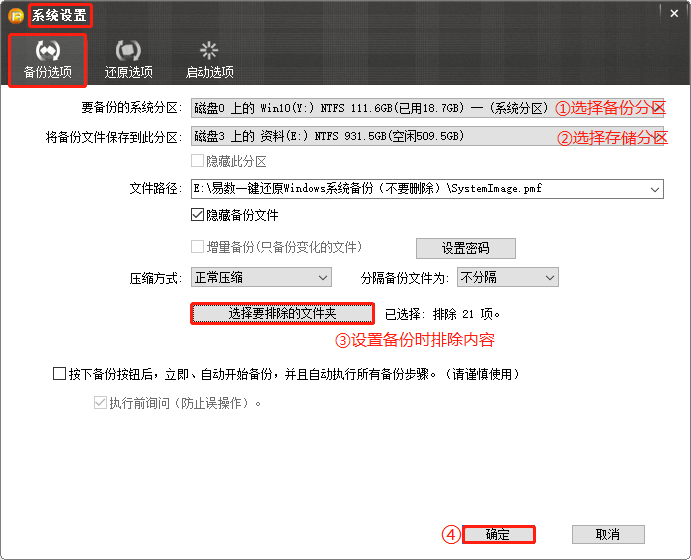 系统设置
备份选项
还原选项
启动选项
要备份的系统分区: 磁盘0 上的 Win10(Y:) NTFS 111.6GB(已用18.7GB) — (系统分区) ①选择备份分区
将备份文件保存到此分区: 磁盘3 上的 资料(E:) NTFS 931.5GB(空闲509.5GB) ②选择存储分区
隐藏此分区
文件路径: E:\易数一键还原Windows系统备份（不要删除）\SystemImage.pmf
隐藏备份文件
增量备份(只备份变化的文件) 设置密码
压缩方式: 正常压缩 分隔备份文件为: 不分隔
选择要排除的文件夹 已选择: 排除 21 项。
③设置备份时排除内容
按下备份按钮后，立即、自动开始备份，并且自动执行所有备份步骤。（请谨慎使用）
执行前询问（防止误操作）。
④ 确定 取消